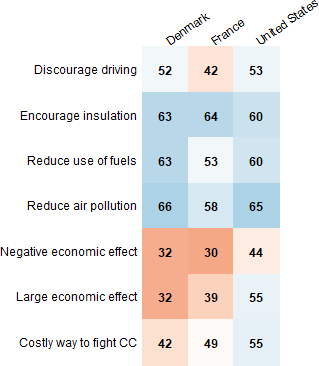 Denmark France United States
Discourage driving 52 42 53
Encourage insulation 63 64 60
Reduce use of fuels 63 53 60
Reduce air pollution 66 58 65
Negative economic effect 32 30 44
Large economic effect 32 39 55
Costly way to fight CC 42 49 55